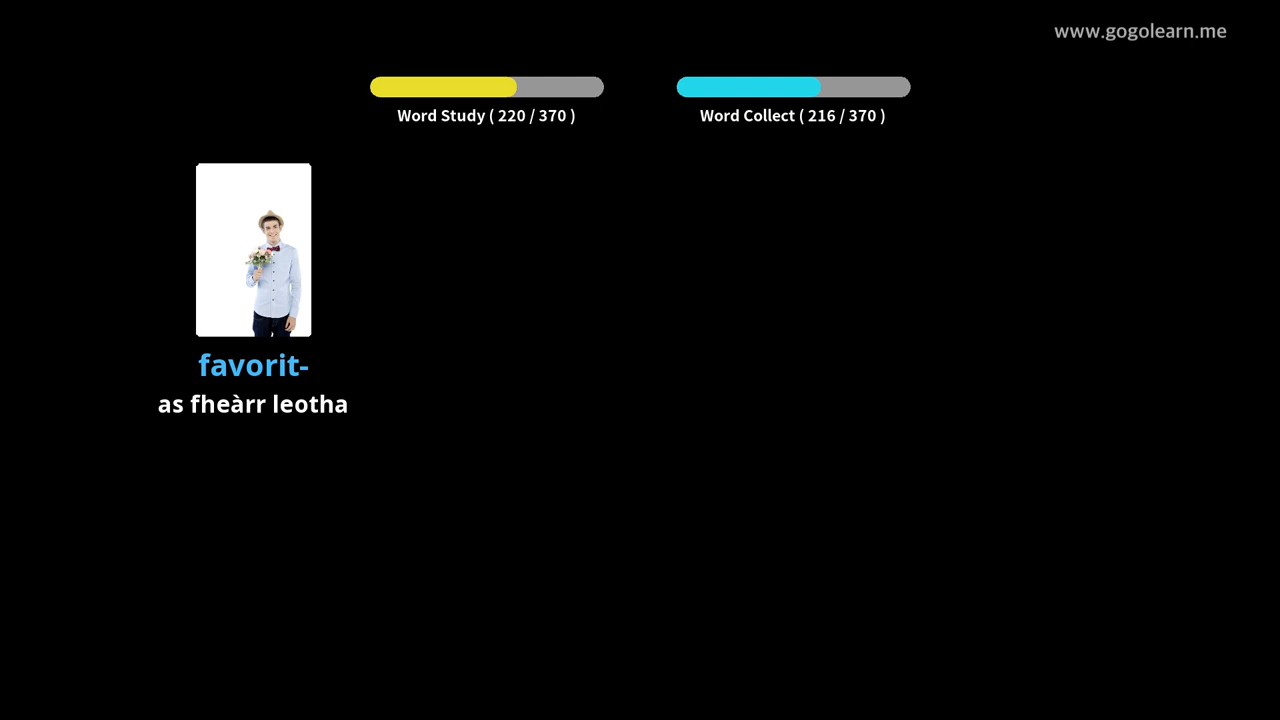 www.gogolearn.me
Word Study ( 220 / 370 )
Word Collect ( 216 / 370 )
favorit-
as fheàrr leotha